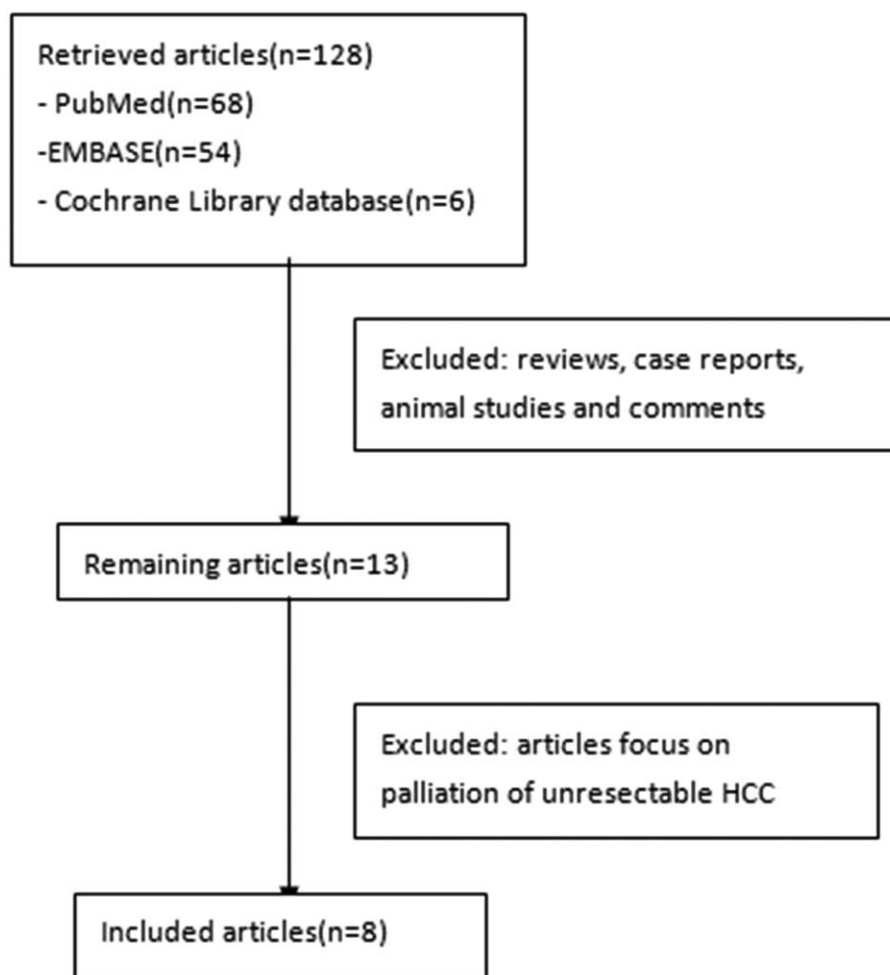 Retrieved articles(n=128)
- PubMed(n=68)
-EMBASE(n=54)
- Cochrane Library database(n=6)
Excluded: reviews, case reports,
animal studies and comments
Remaining articles(n=13)
Excluded: articles focus on
palliation of unresectable HCC
Included articles(n=8)